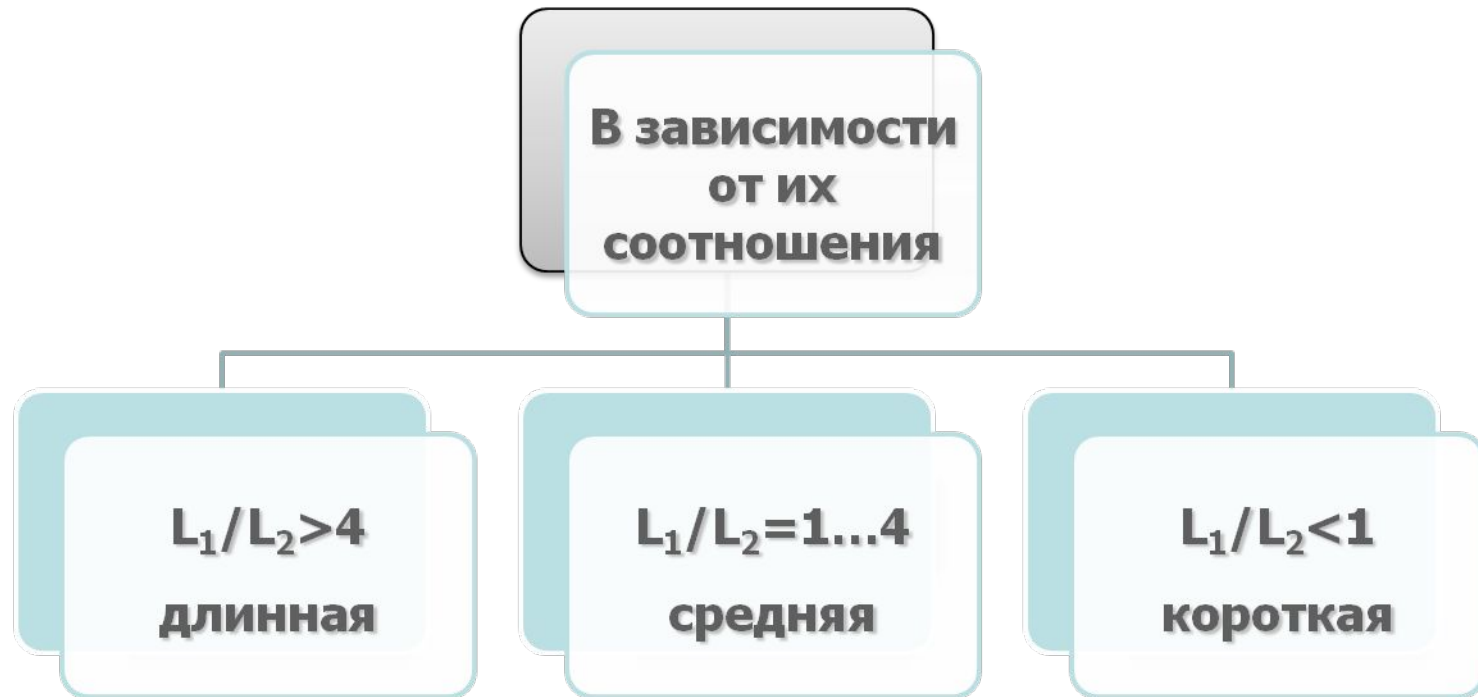 В зависимости
от их
соотношения
L₁/L₂>4
длинная
L₁/L₂=1...4
средняя
L₁/L₂<1
короткая